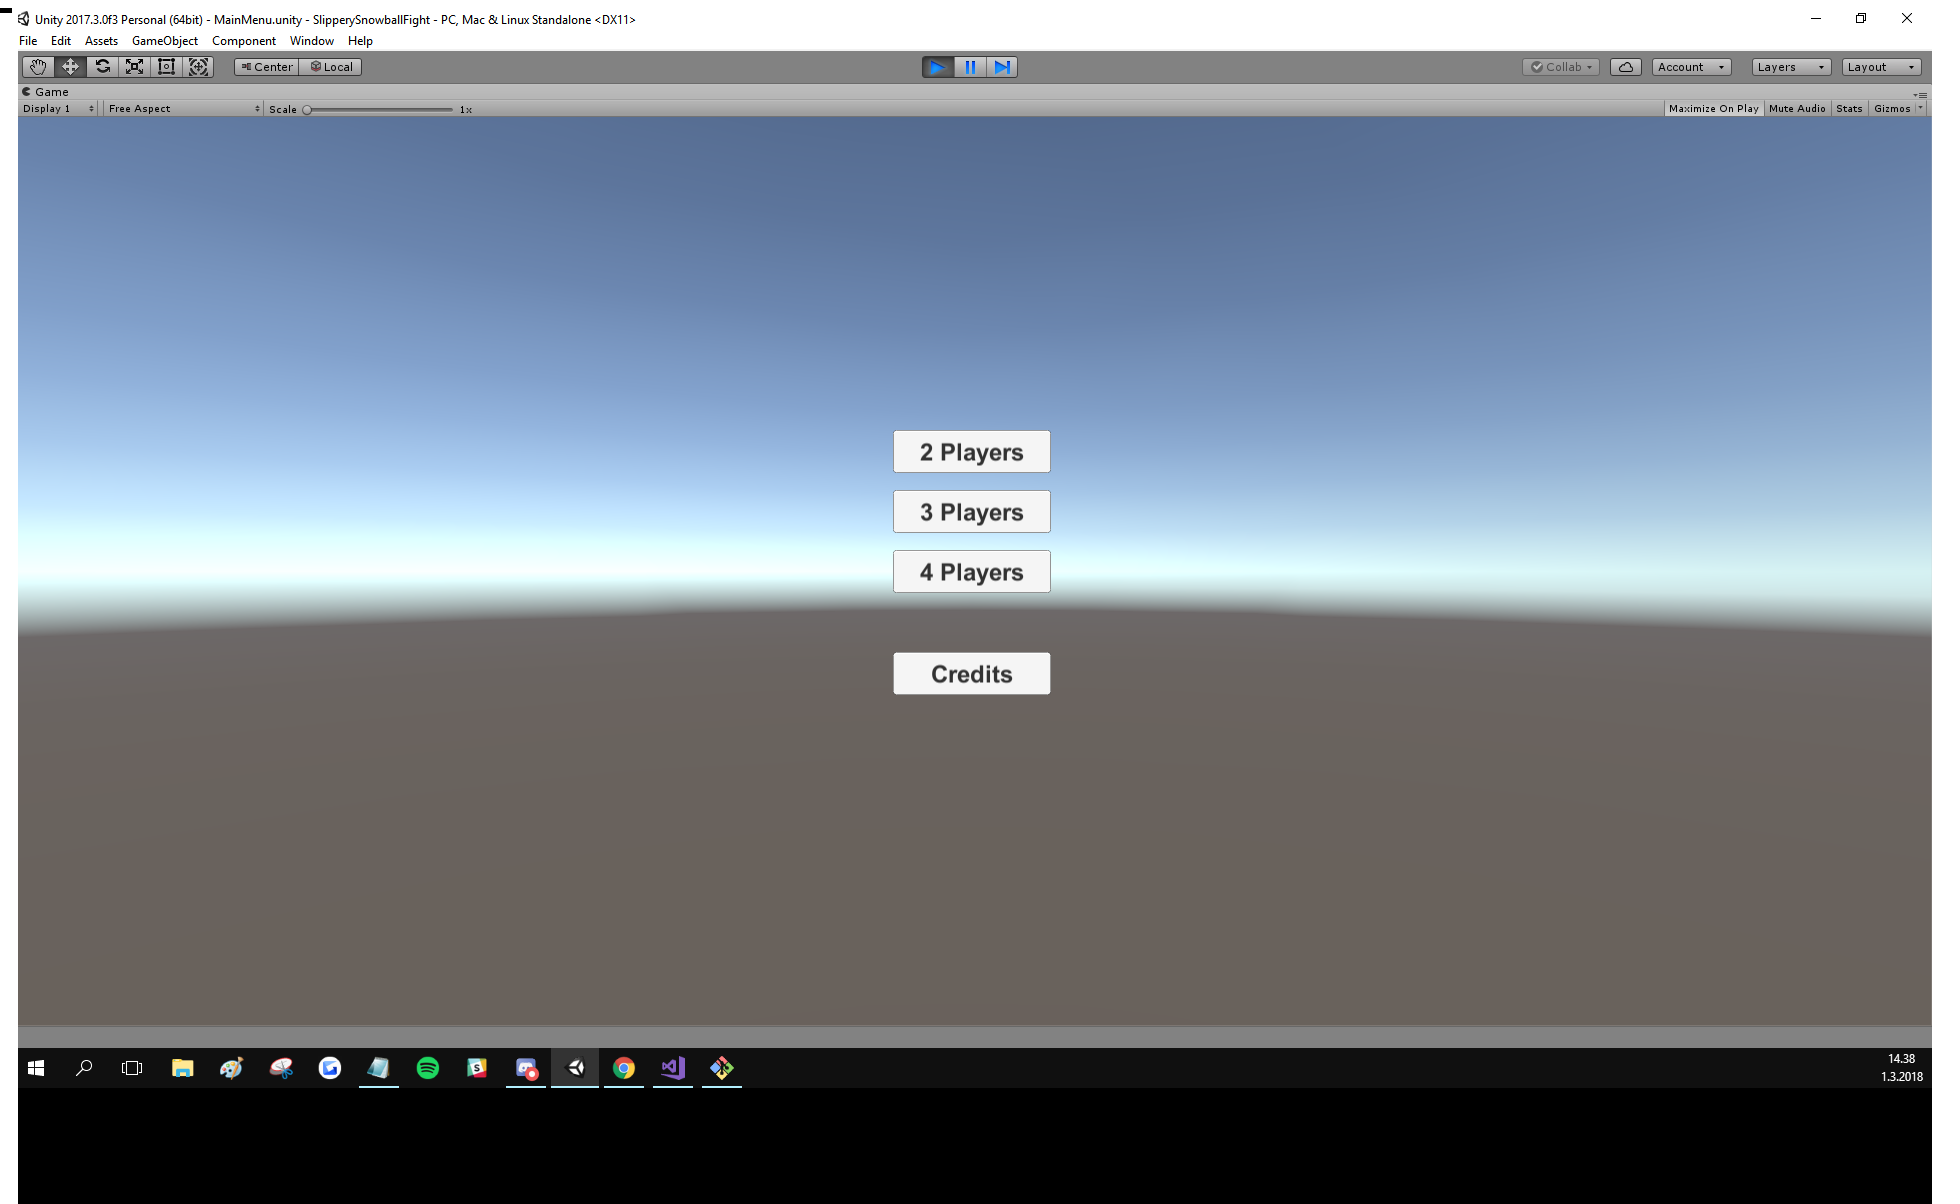 Unity 2017.3.0f3 Personal (64bit) - MainMenu.unity - SlipperySnowballFight - PC, Mac & Linux Standalone <DX11>
File Edit Assets GameObject Component Window Help
Center Local Collab Account Layers Layout
Game
Display 1 Free Aspect Scale 1x Maximize On Play Mute Audio Stats Gizmos
2 Players
3 Players
4 Players
Credits
14.38
1.3.2018